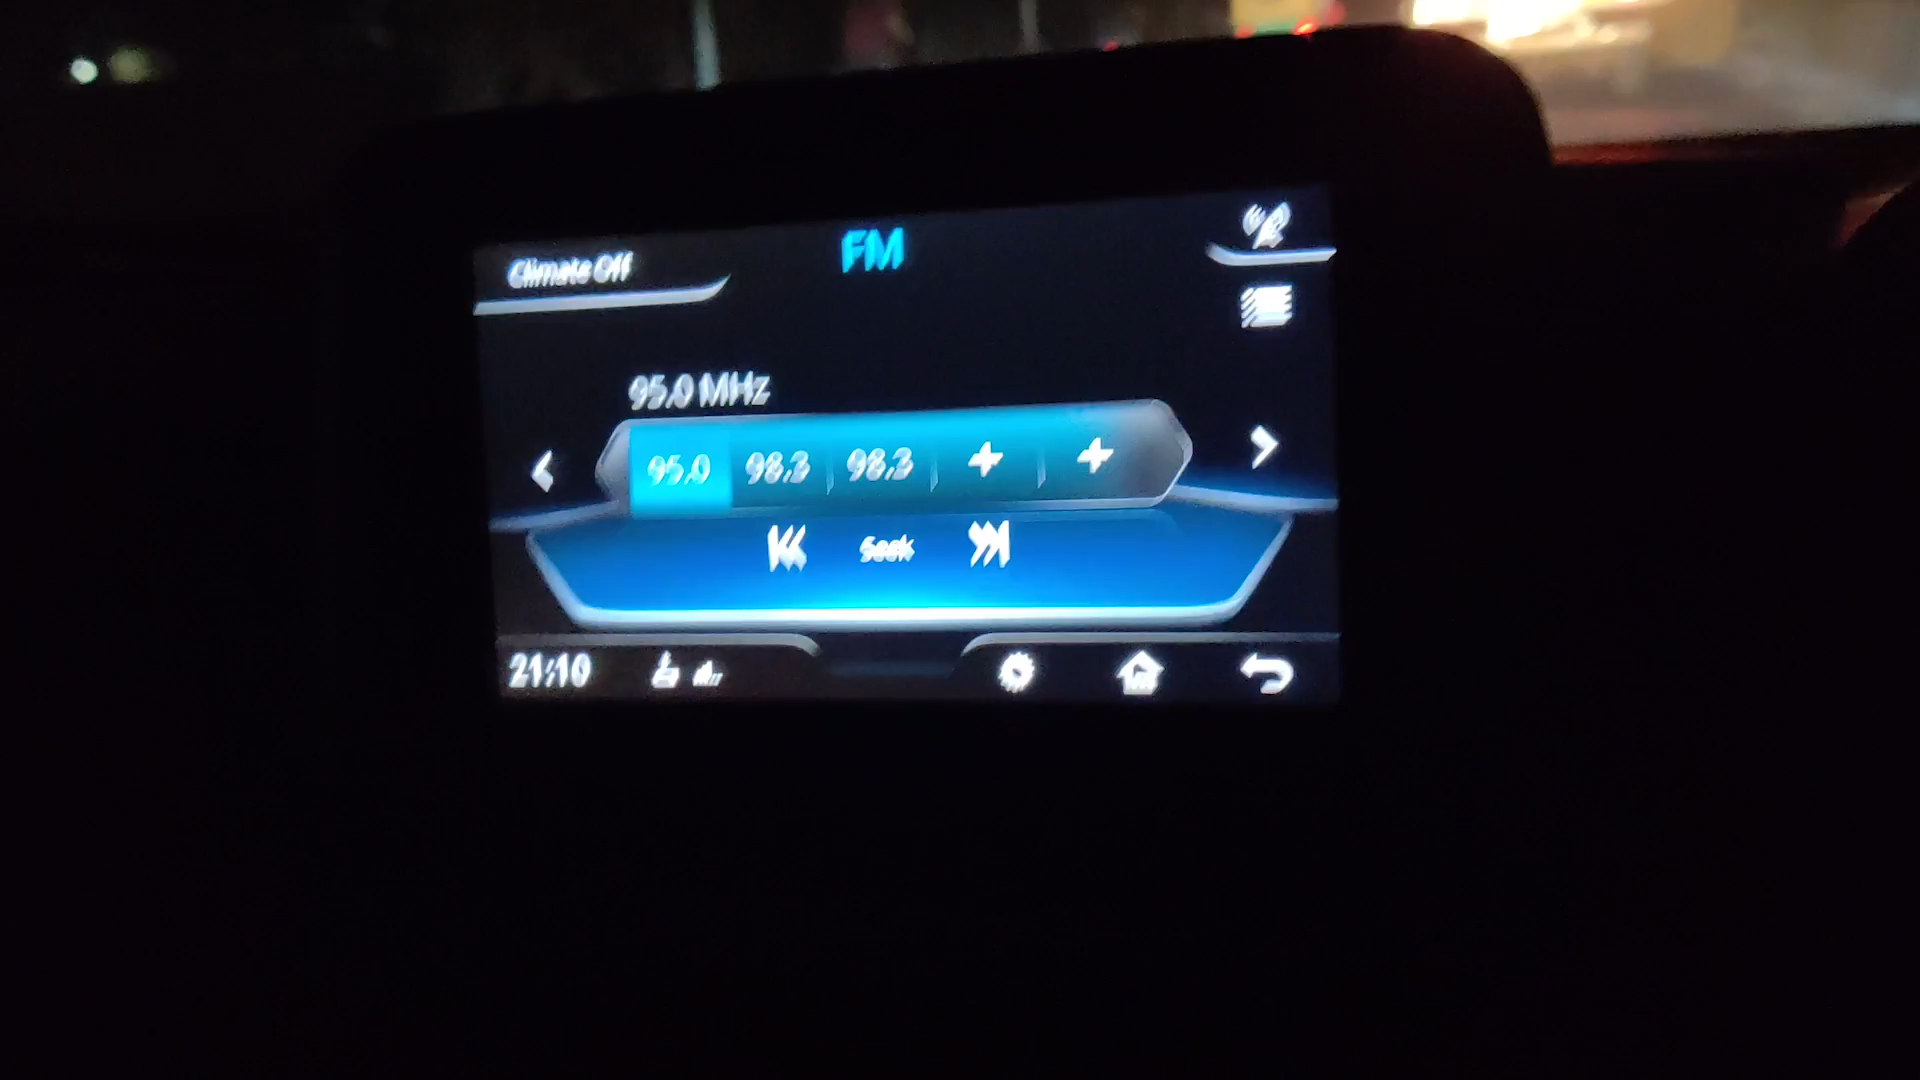 Climate Off
FM
95.0 MHz
95.0 98.3 98.3 + +
Seek
21:10